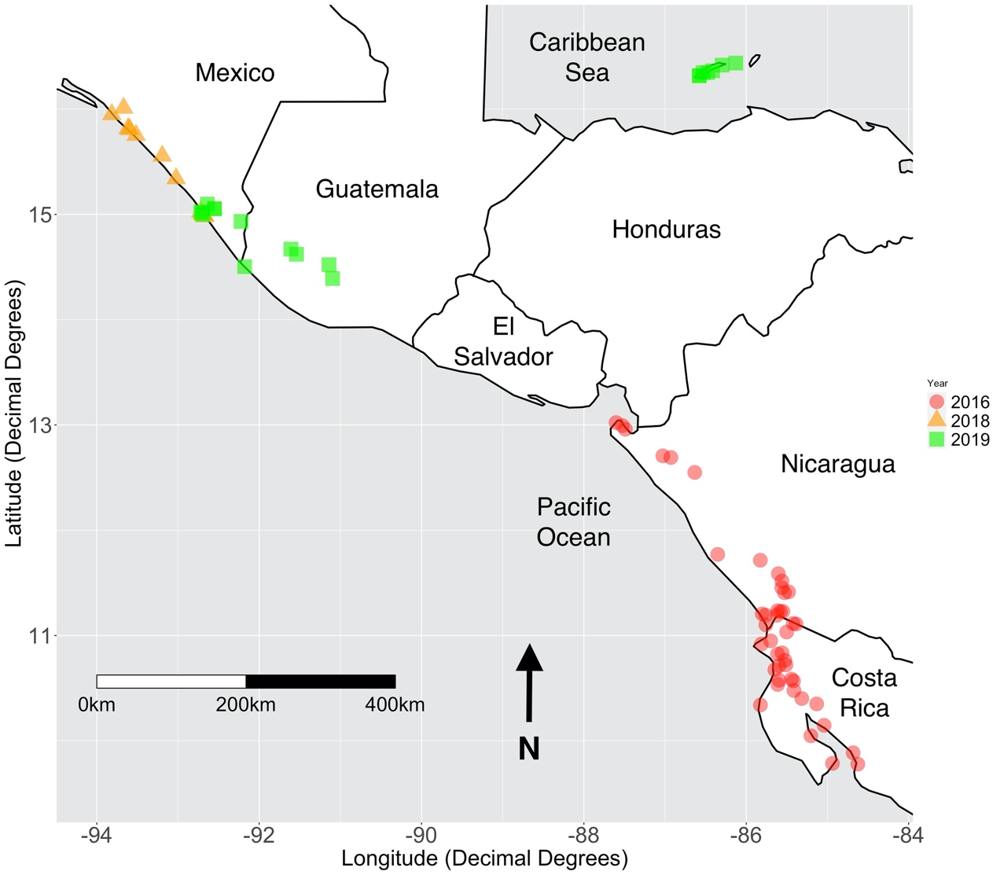 Caribbean
Sea
Mexico
Guatemala
Honduras
El
Salvador
Nicaragua
Pacific
Ocean
Costa
Rica
N
0km
200km
400km
15
13
11
Latitude (Decimal Degrees)
-94
-92
-90
-88
-86
-84
Longitude (Decimal Degrees)
Year
2016
2018
2019